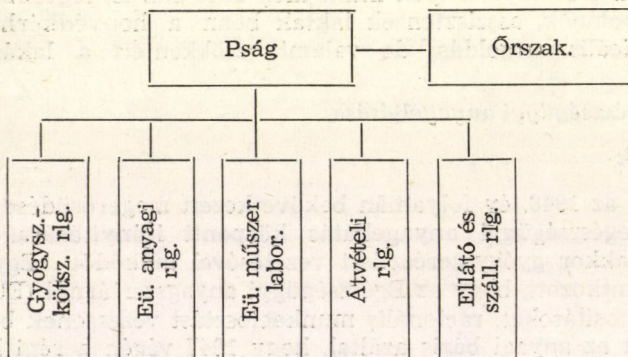 Pság
Őrszak.
Gyógysz.-
kötsz. rlg.
Eü. anyagi
rlg.
Eü. műszer
labor.
Átvételi
rlg.
Ellátó és
száll. rlg.